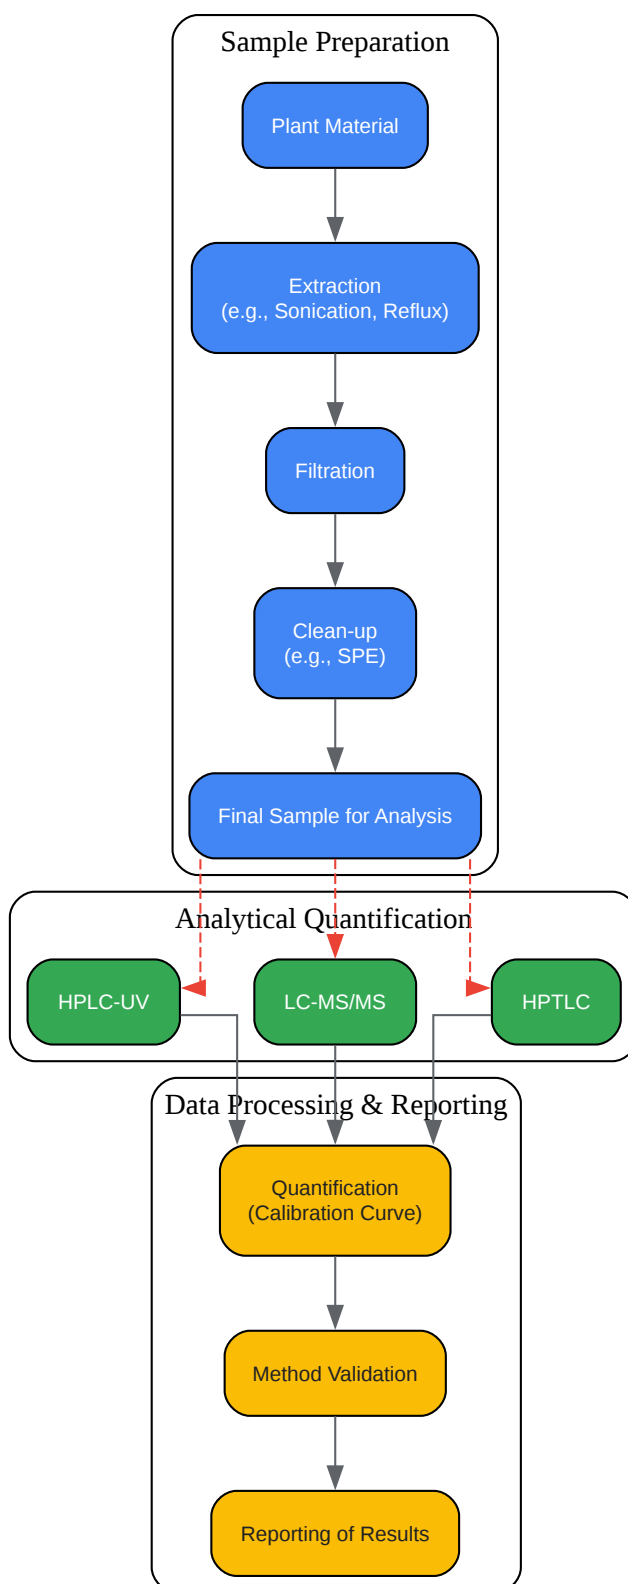 Sample Preparation
Plant Material
Extraction
(e.g., Sonication, Reflux)
Filtration
Clean-up
(e.g., SPE)
Final Sample for Analysis
Analytical Quantification
HPLC-UV
LC-MS/MS
HPTLC
Data Processing & Reporting
Quantification
(Calibration Curve)
Method Validation
Reporting of Results